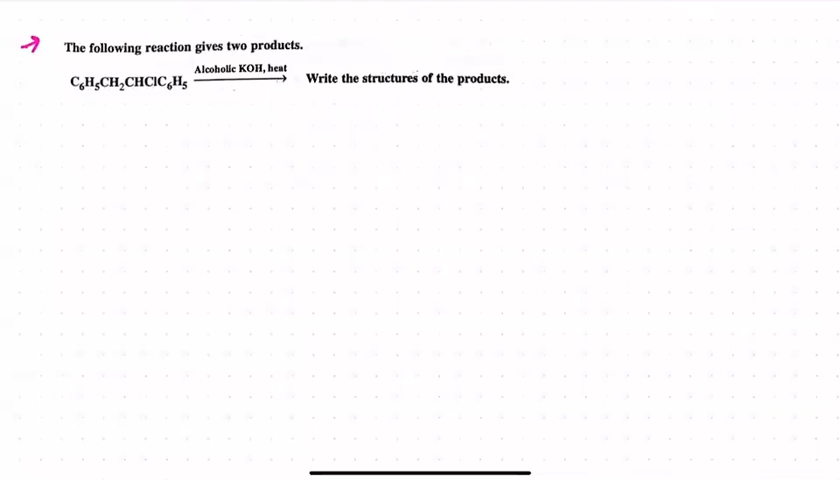 The following reaction gives two products.
C₆H₅CH₂CHClC₆H₅ Alcoholic KOH, heat → Write the structures of the products.